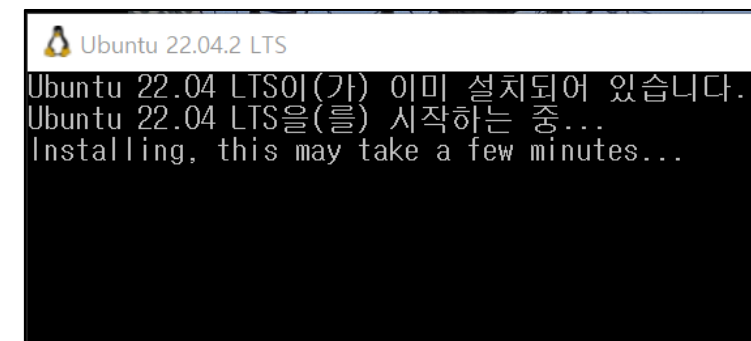 Ubuntu 22.04.2 LTS
Ubuntu 22.04 LTS이(가) 이미 설치되어 있습니다.
Ubuntu 22.04 LTS을(를) 시작하는 중...
Installing, this may take a few minutes...